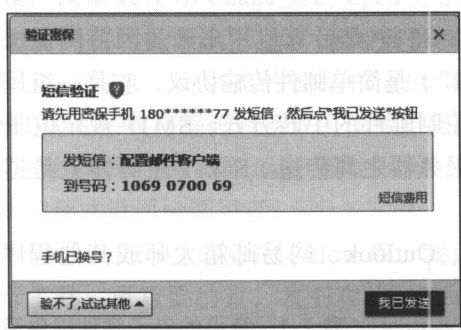 验证密保 ×
短信验证
请先用密保手机 180******77 发短信，然后点"我已发送"按钮
发短信：配置邮件客户端
到号码：1069 0700 69
短信费用
手机已换号？
验不了,试试其他 ▲
我已发送